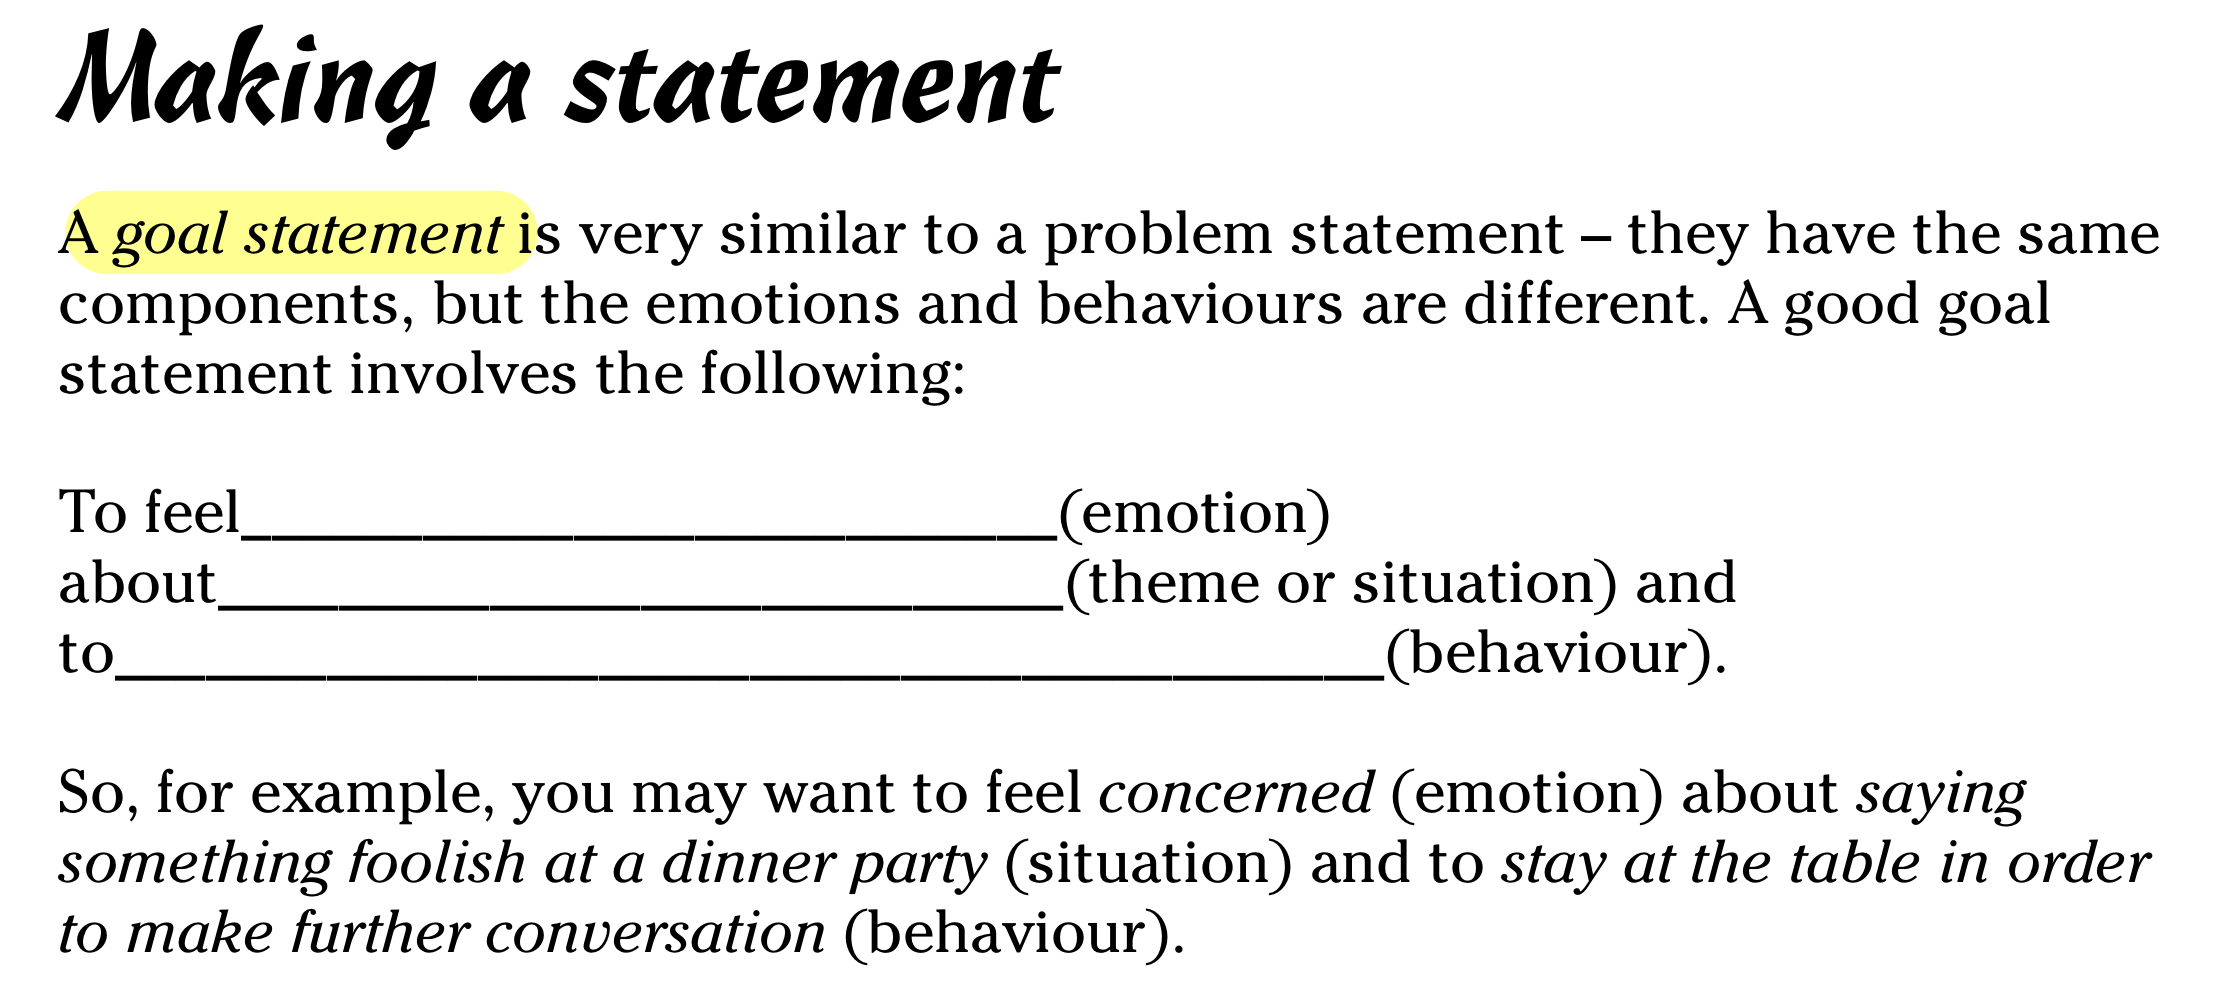 Making a statement
A goal statement is very similar to a problem statement – they have the same
components, but the emotions and behaviours are different. A good goal
statement involves the following:
To feel___________________________(emotion)
about____________________________(theme or situation) and
to__________________________________________(behaviour).
So, for example, you may want to feel concerned (emotion) about saying
something foolish at a dinner party (situation) and to stay at the table in order
to make further conversation (behaviour).